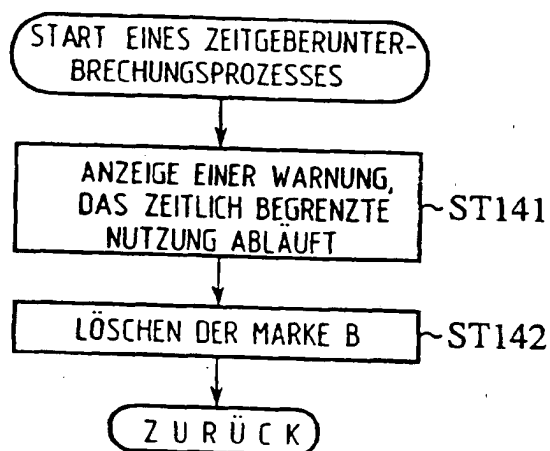 START EINES ZEITGEBERUNTER-
BRECHUNGSPROZESSES
ANZEIGE EINER WARNUNG,
DAS ZEITLICH BEGRENZTE
NUTZUNG ABLÄUFT
~ST141
LÖSCHEN DER MARKE B
~ST142
ZURÜCK